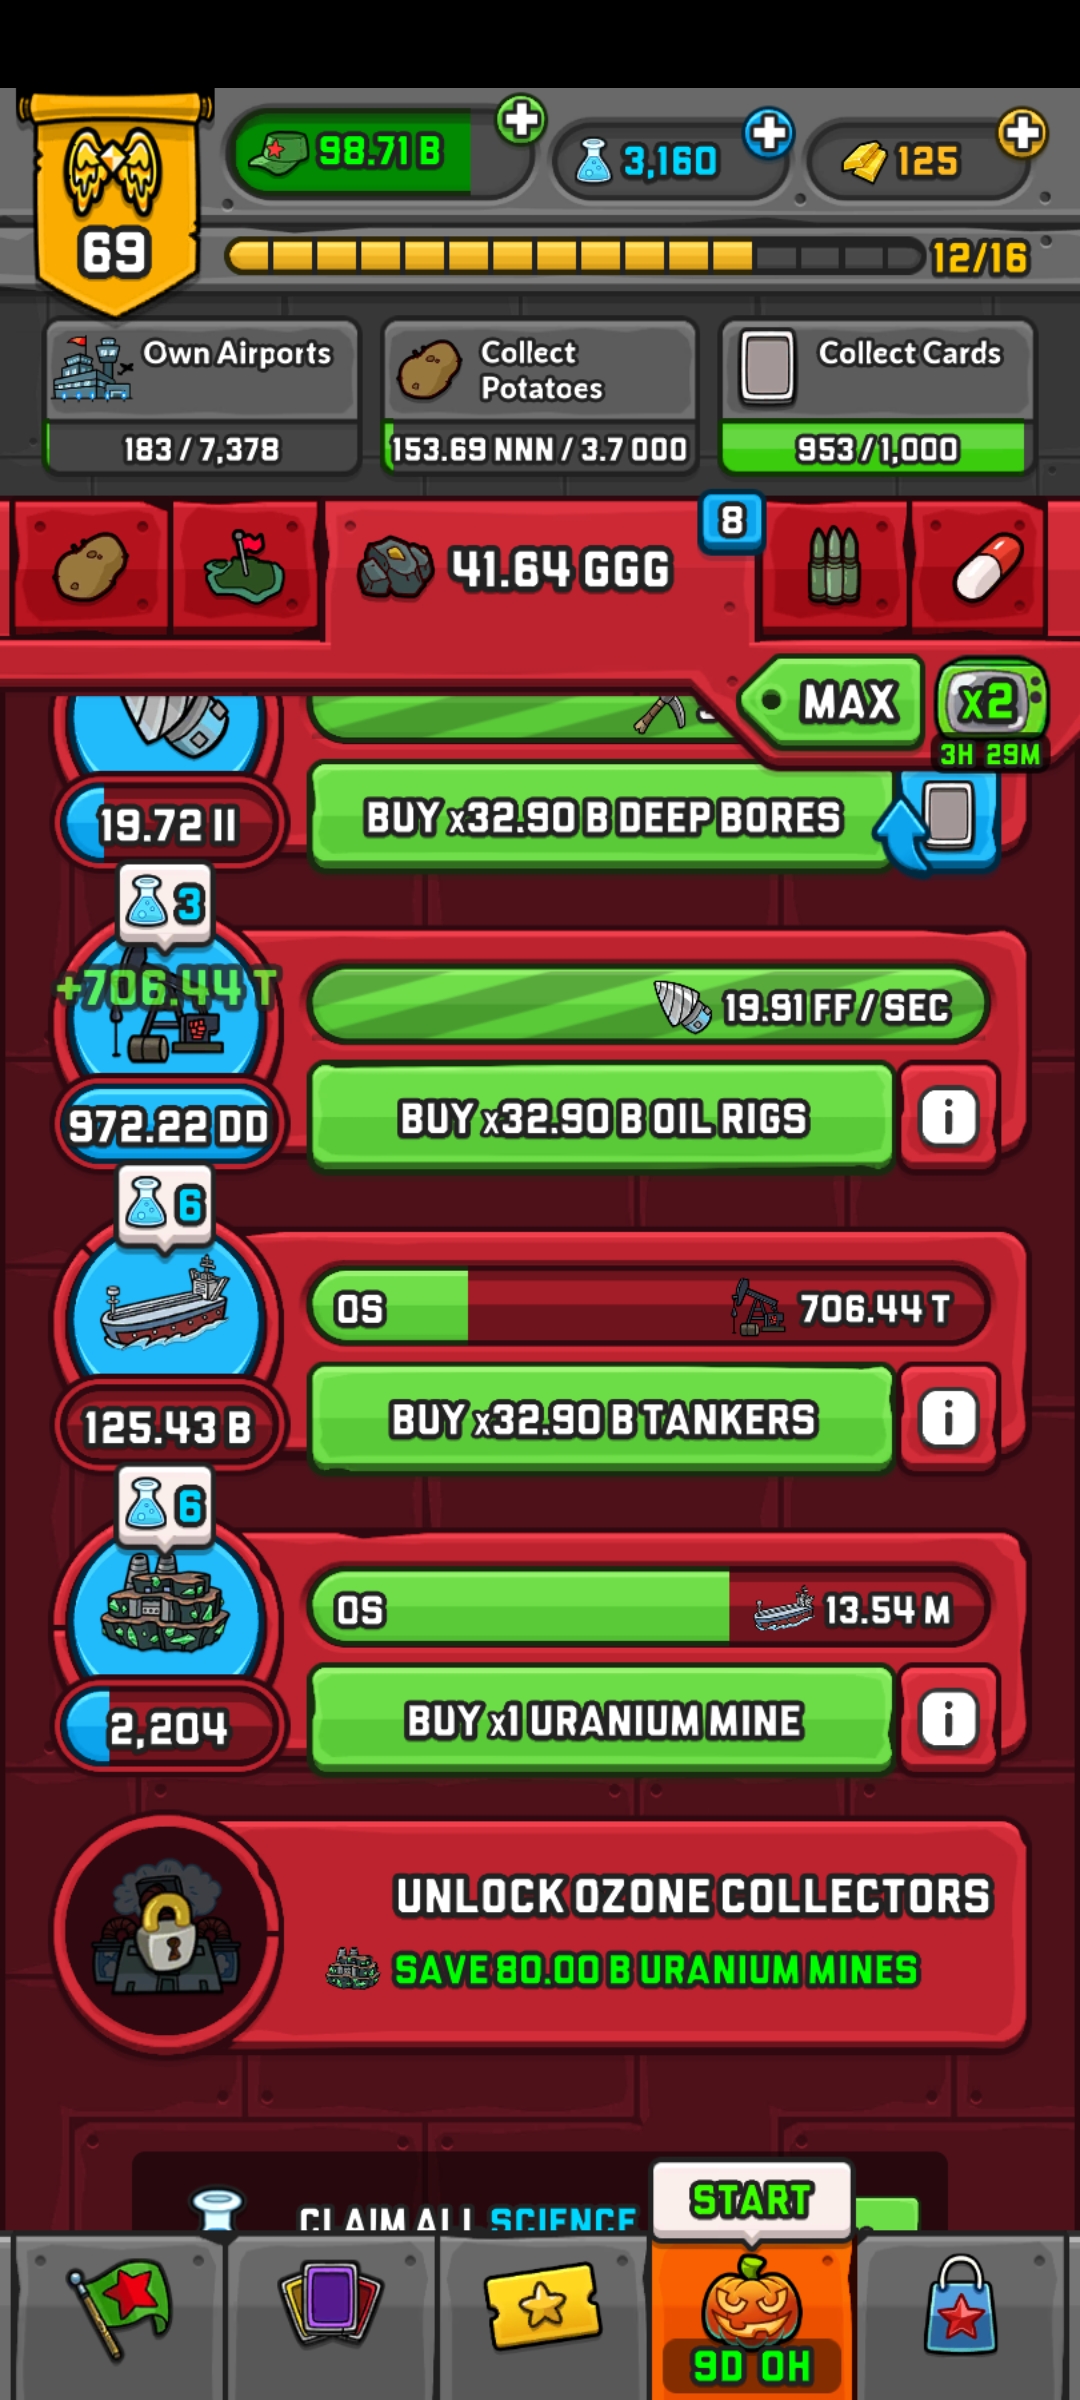 98.71 B
3,160
125
69
12/16
Own Airports
183 / 7,378
Collect
Potatoes
153.69 NNN / 3.7 OOO
Collect Cards
953 / 1,000
41.64 GGG
8
MAX
x2
3H 29M
19.72 II
BUY x32.90 B DEEP BORES
3
+706.44 T
19.91 FF / SEC
972.22 DD
BUY x32.90 B OIL RIGS
i
6
0S
706.44 T
125.43 B
BUY x32.90 B TANKERS
i
6
0S
13.54 M
2,204
BUY x1 URANIUM MINE
i
UNLOCK OZONE COLLECTORS
SAVE 80.00 B URANIUM MINES
CLAIM ALL SCIENCE
START
9D 0H